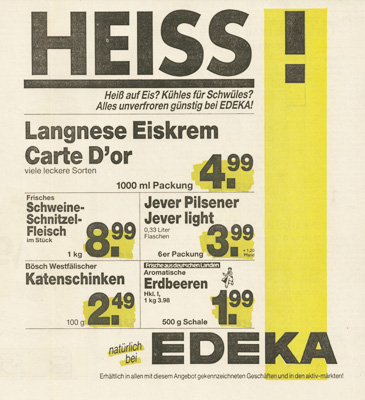 HEISS!
Heiß auf Eis? Kühles für Schwüles?
Alles unverfroren günstig bei EDEKA!
Langnese Eiskrem
Carte D'or
viele leckere Sorten
1000 ml Packung 4.99
Frisches
Schweine-
Schnitzel-
Fleisch
im Stück
1 kg 8.99
Jever Pilsener
Jever light
0,33 Liter
Flaschen
6er Packung 3.99
Bösch Westfälischer
Katenschinken
100 g 2.49
Frische aus deutschen Landen
Aromatische
Erdbeeren
Hkl. I,
1 kg 3.98
500 g Schale 1.99
natürlich
bei EDEKA
Erhältlich in allen mit diesem Angebot gekennzeichneten Geschäften und in den aktiv-märkten!